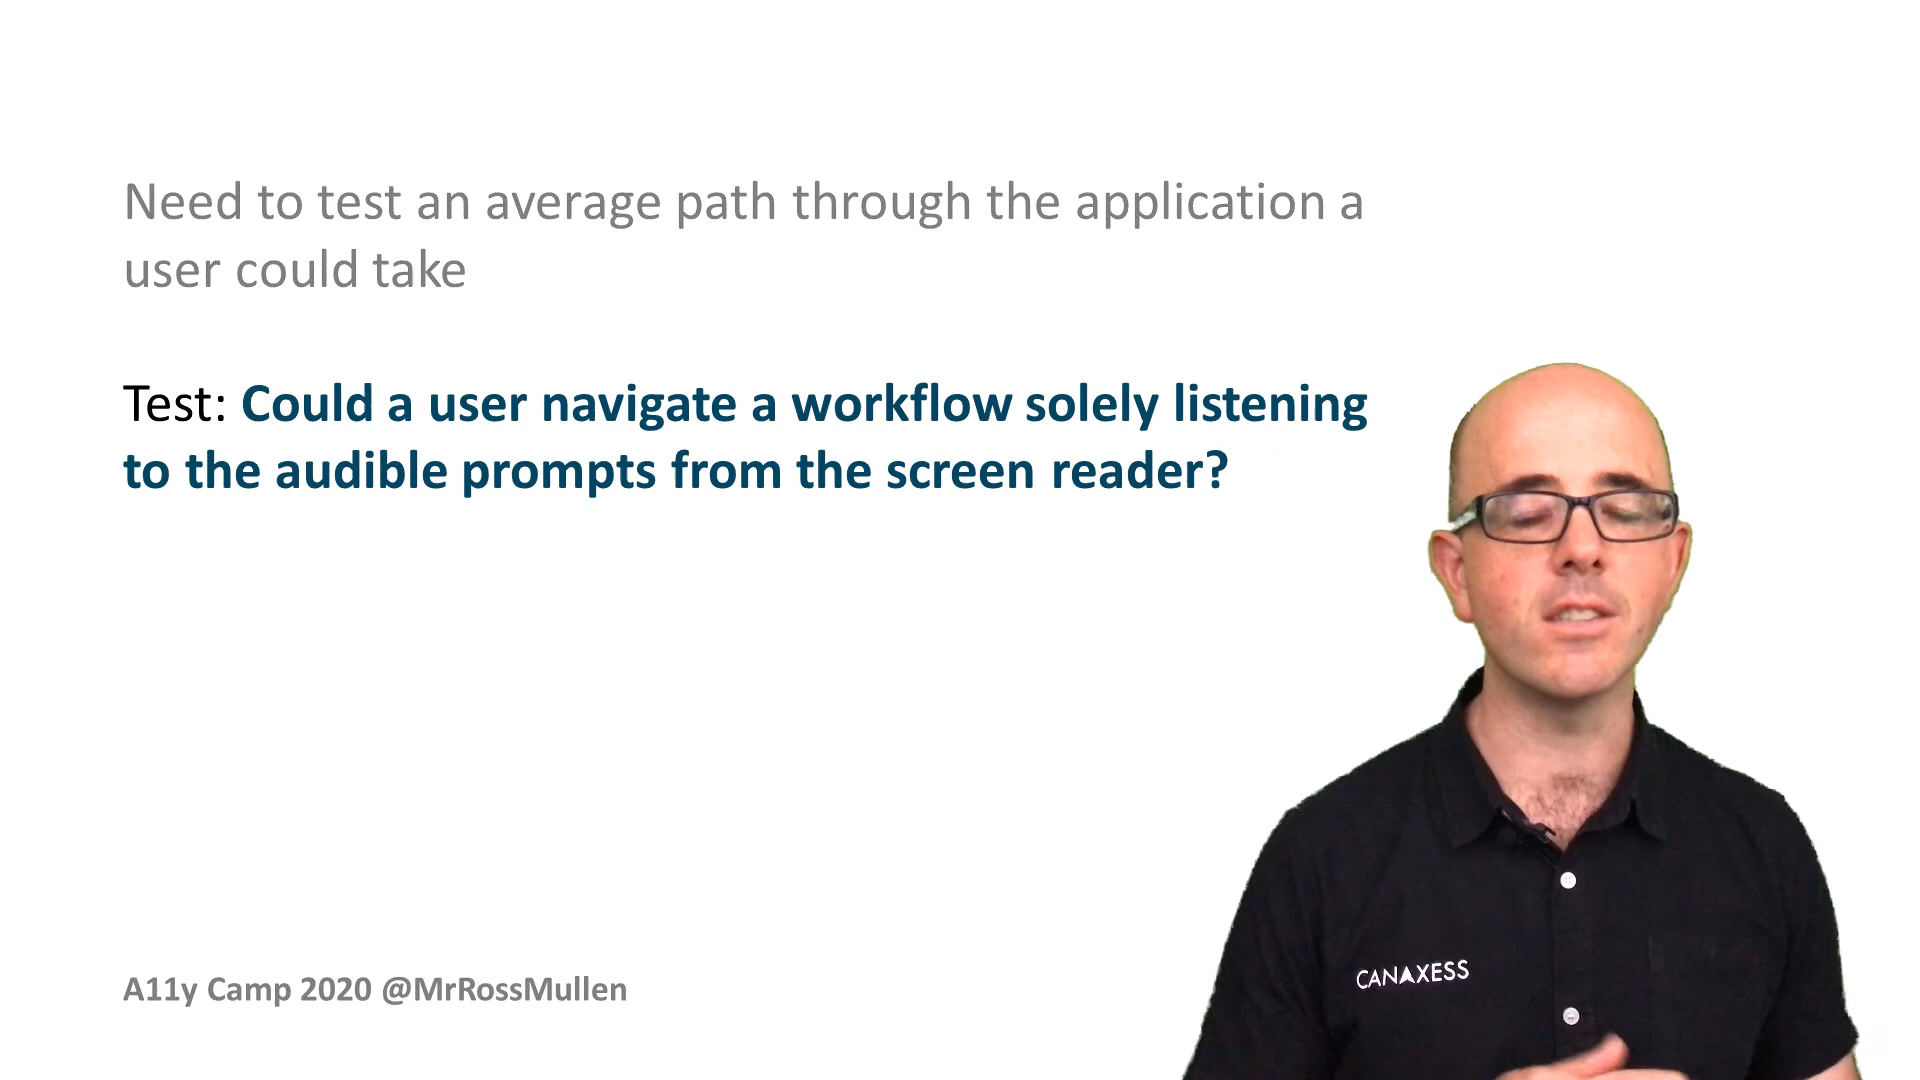 Need to test an average path through the application a
user could take
Test: Could a user navigate a workflow solely listening
to the audible prompts from the screen reader?
CANAXESS
A11y Camp 2020 @MrRossMullen